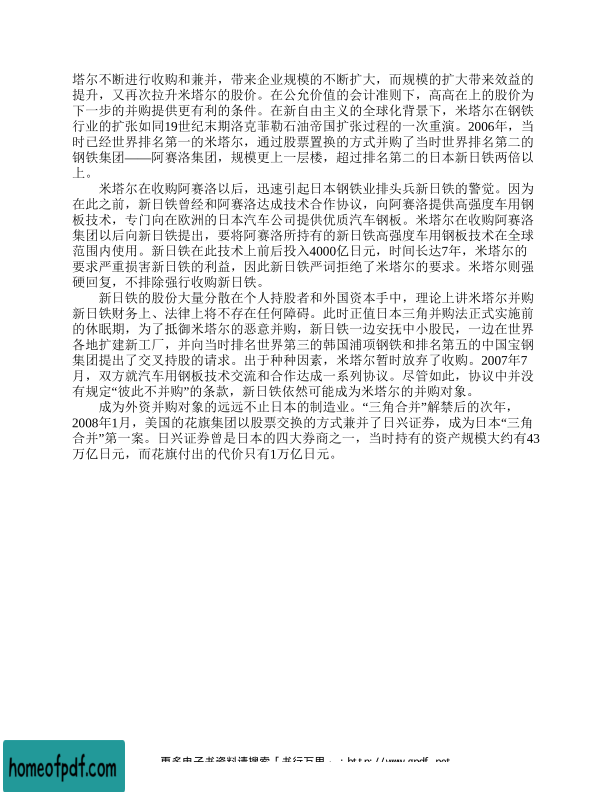 塔尔不断进行收购和兼并，带来企业规模的不断扩大，而规模的扩大带来效益的
提升，又再次拉升米塔尔的股价。在公允价值的会计准则下，高高在上的股价为
下一步的并购提供更有利的条件。在新自由主义的全球化背景下，米塔尔在钢铁
行业的扩张如同19世纪末期洛克菲勒石油帝国扩张过程的一次重演。2006年，当
时已经世界排名第一的米塔尔，通过股票置换的方式并购了当时世界排名第二的
钢铁集团——阿赛洛集团，规模更上一层楼，超过排名第二的日本新日铁两倍以
上。
米塔尔在收购阿赛洛以后，迅速引起日本钢铁业排头兵新日铁的警觉。因为
在此之前，新日铁曾经和阿赛洛达成技术合作协议，向阿赛洛提供高强度车用钢
板技术，专门向在欧洲的日本汽车公司提供优质汽车钢板。米塔尔在收购阿赛洛
集团以后向新日铁提出，要将阿赛洛所持有的新日铁高强度车用钢板技术在全球
范围内使用。新日铁在此技术上前后投入4000亿日元，时间长达7年，米塔尔的
要求严重损害新日铁的利益，因此新日铁严词拒绝了米塔尔的要求。米塔尔则强
硬回复，不排除强行收购新日铁。
新日铁的股份大量分散在个人持股者和外国资本手中，理论上讲米塔尔并购
新日铁财务上、法律上将不存在任何障碍。此时正值日本三角并购法正式实施前
的休眠期，为了抵御米塔尔的恶意并购，新日铁一边安抚中小股民，一边在世界
各地扩建新工厂，并向当时排名世界第三的韩国浦项钢铁和排名第五的中国宝钢
集团提出了交叉持股的请求。出于种种因素，米塔尔暂时放弃了收购。2007年7
月，双方就汽车用钢板技术交流和合作达成一系列协议。尽管如此，协议中并没
有规定“彼此不并购”的条款，新日铁依然可能成为米塔尔的并购对象。
成为外资并购对象的远远不止日本的制造业。“三角合并”解禁后的次年，
2008年1月，美国的花旗集团以股票交换的方式兼并了日兴证券，成为日本“三角
合并”第一案。日兴证券曾是日本的四大券商之一，当时持有的资产规模大约有43
万亿日元，而花旗付出的代价只有1万亿日元。
homeofpdf.com